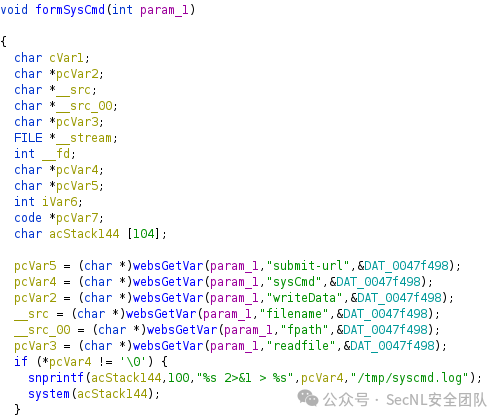 void formSysCmd(int param_1)
{
  char cVar1;
  char *pcVar2;
  char *__src;
  char *__src_00;
  char *pcVar3;
  FILE *__stream;
  int __fd;
  char *pcVar4;
  char *pcVar5;
  int iVar6;
  code *pcVar7;
  char acStack144 [104];
  pcVar5 = (char *)websGetVar(param_1,"submit-url",&DAT_0047f498);
  pcVar4 = (char *)websGetVar(param_1,"sysCmd",&DAT_0047f498);
  pcVar2 = (char *)websGetVar(param_1,"writeData",&DAT_0047f498);
  __src = (char *)websGetVar(param_1,"filename",&DAT_0047f498);
  __src_00 = (char *)websGetVar(param_1,"fpath",&DAT_0047f498);
  pcVar3 = (char *)websGetVar(param_1,"readfile",&DAT_0047f498);
  if (*pcVar4 != '\0') {
    snprintf(acStack144,100,"%s 2>&1 > %s",pcVar4,"/tmp/syscmd.log");
    system(acStack144);
  }
公众号 · SecNL安全团队